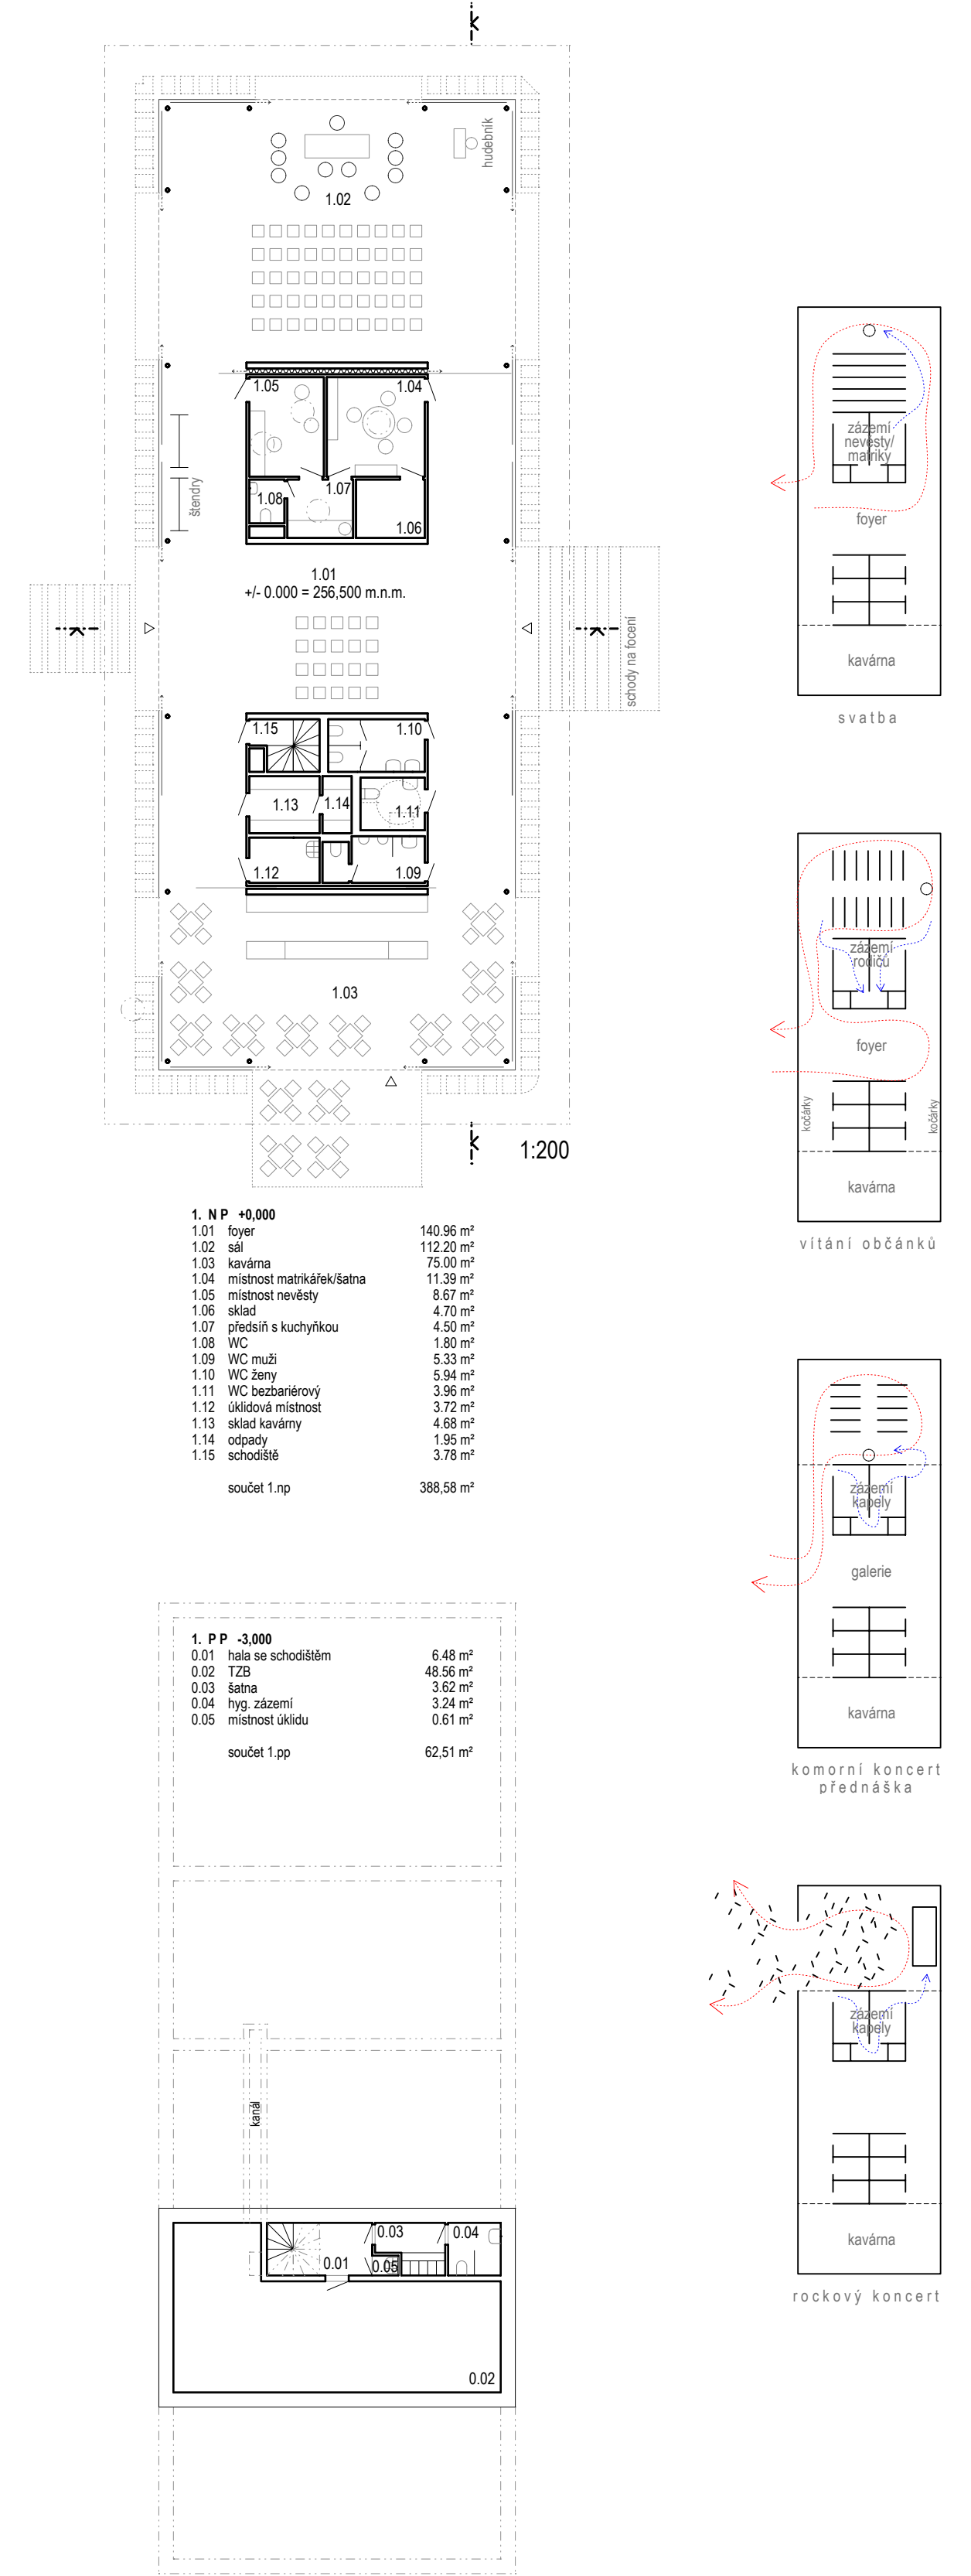 hudebník
1.02
1.05
1.04
štendry
1.08
1.07
1.06
1.01
+/- 0.000 = 256,500 m.n.m.
schody na focení
1.15
1.10
1.13
1.14
1.11
1.12
1.09
1.03
1:200
1. N P +0,000
1.01 foyer 140.96 m²
1.02 sál 112.20 m²
1.03 kavárna 75.00 m²
1.04 místnost matrikářek/šatna 11.39 m²
1.05 místnost nevěsty 8.67 m²
1.06 sklad 4.70 m²
1.07 předsíň s kuchyňkou 4.50 m²
1.08 WC 1.80 m²
1.09 WC muži 5.33 m²
1.10 WC ženy 5.94 m²
1.11 WC bezbariérový 3.96 m²
1.12 úklidová místnost 3.72 m²
1.13 sklad kavárny 4.68 m²
1.14 odpady 1.95 m²
1.15 schodiště 3.78 m²
součet 1.np 388,58 m²
1. P P -3,000
0.01 hala se schodištěm 6.48 m²
0.02 TZB 48.56 m²
0.03 šatna 3.62 m²
0.04 hyg. zázemí 3.24 m²
0.05 místnost úklidu 0.61 m²
součet 1.pp 62,51 m²
kanál
0.03
0.04
0.01
0.05
0.02
zázemí
nevěsty/
matriky
foyer
kavárna
svatba
zázemí
rodičů
foyer
kočárky
kočárky
kavárna
vítání občánků
zázemí
kapely
galerie
kavárna
komorní koncert
přednáška
zázemí
kapely
kavárna
rockový koncert